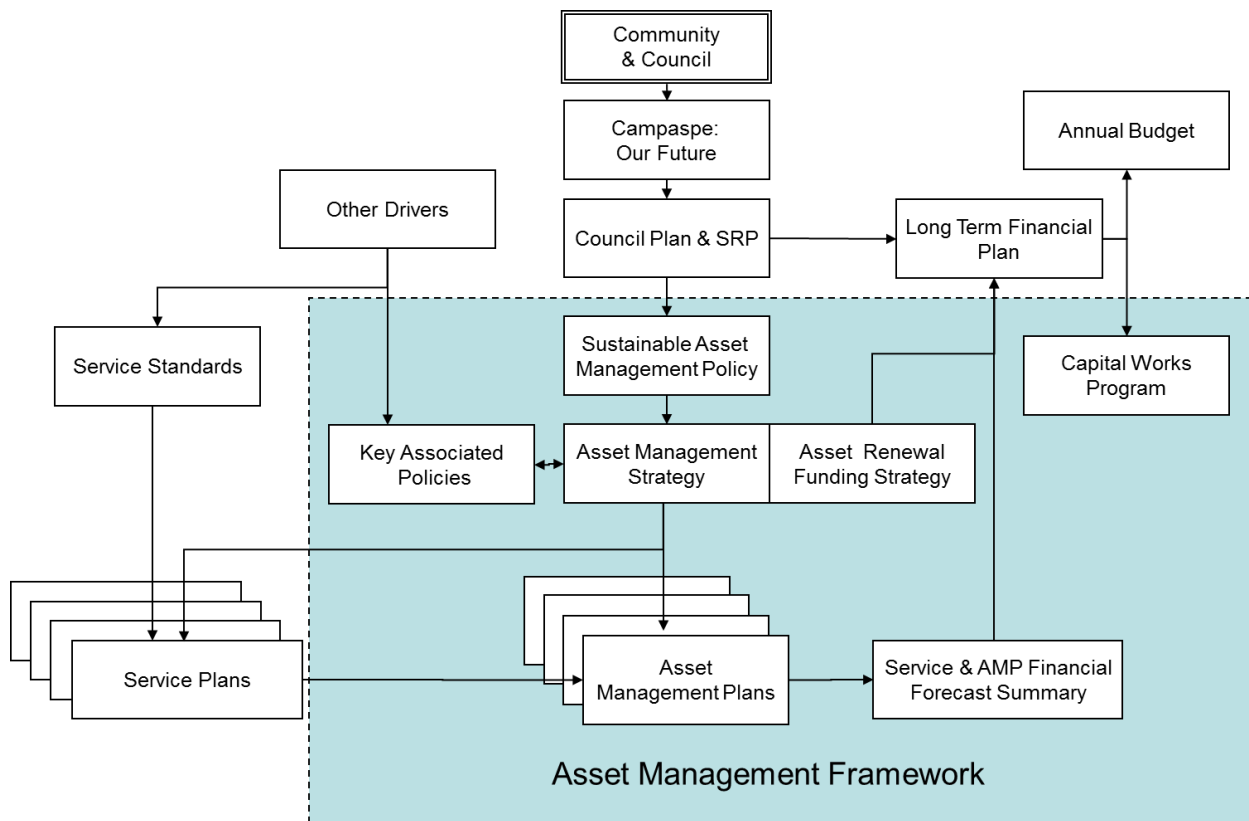 Community
& Council
Campaspe:
Our Future
Annual Budget
Other Drivers
Council Plan & SRP
Long Term Financial
Plan
Service Standards
Sustainable Asset
Management Policy
Capital Works
Program
Key Associated
Policies
Asset Management
Strategy
Asset Renewal
Funding Strategy
Service Plans
Asset
Management Plans
Service & AMP Financial
Forecast Summary
Asset Management Framework